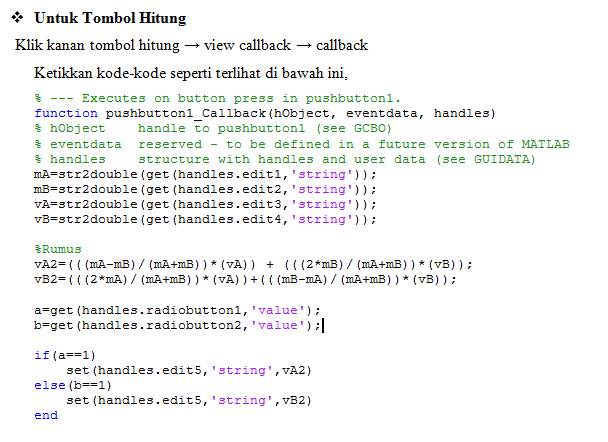 ❖ Untuk Tombol Hitung
Klik kanan tombol hitung → view callback → callback
Ketikkan kode-kode seperti terlihat di bawah ini,
% --- Executes on button press in pushbutton1.
function pushbutton1_Callback(hObject, eventdata, handles)
% hObject    handle to pushbutton1 (see GCBO)
% eventdata  reserved - to be defined in a future version of MATLAB
% handles    structure with handles and user data (see GUIDATA)
mA=str2double(get(handles.edit1,'string'));
mB=str2double(get(handles.edit2,'string'));
vA=str2double(get(handles.edit3,'string'));
vB=str2double(get(handles.edit4,'string'));
%Rumus
vA2=(((mA-mB)/(mA+mB))*(vA)) + (((2*mB)/(mA+mB))*(vB));
vB2=(((2*mA)/(mA+mB))*(vA))+(((mB-mA)/(mA+mB))*(vB));
a=get(handles.radiobutton1,'value');
b=get(handles.radiobutton2,'value');
if(a==1)
    set(handles.edit5,'string',vA2)
else(b==1)
    set(handles.edit5,'string',vB2)
end